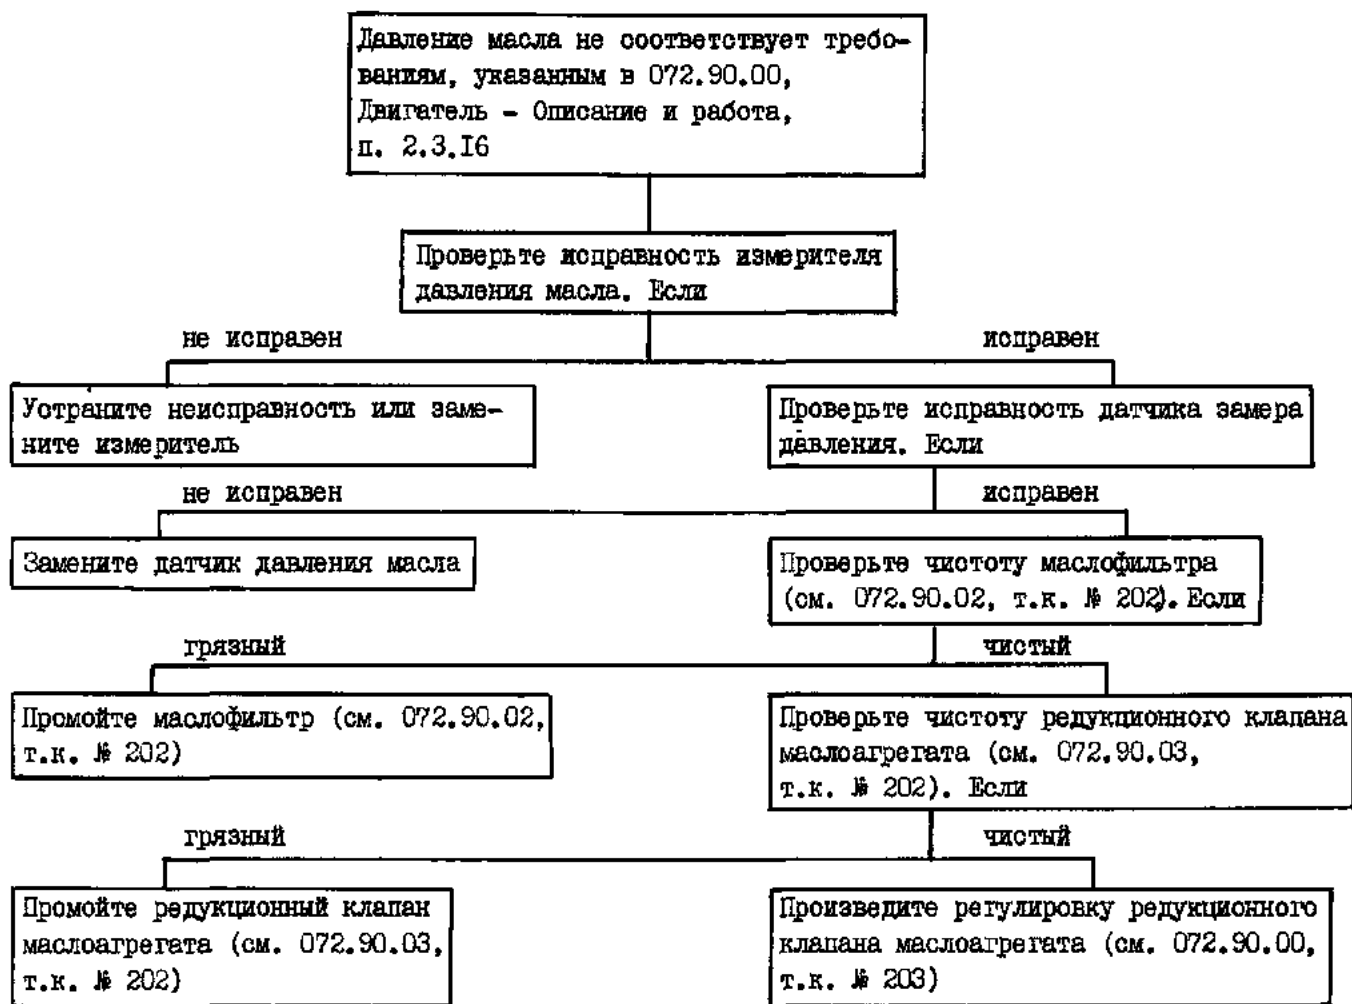 Давление масла не соответствует требо-
ваниям, указанным в 072.90.00,
Двигатель - Описание и работа,
п. 2.3.I6
Проверьте исправность измерителя
давления масла. Если
не исправен
исправен
Устраните неисправность или заме-
ните измеритель
Проверьте исправность датчика замера
давления. Если
не исправен
исправен
Замените датчик давления масла
Проверьте чистоту маслофильтра
(см. 072.90.02, т.к. № 202). Если
грязный
чистый
Промойте маслофильтр (см. 072.90.02,
т.к. № 202)
Проверьте чистоту редукционного клапана
маслоагрегата (см. 072.90.03,
т.к. № 202). Если
грязный
чистый
Промойте редукционный клапан
маслоагрегата (см. 072.90.03,
т.к. № 202)
Произведите регулировку редукционного
клапана маслоагрегата (см. 072.90.00,
т.к. № 203)